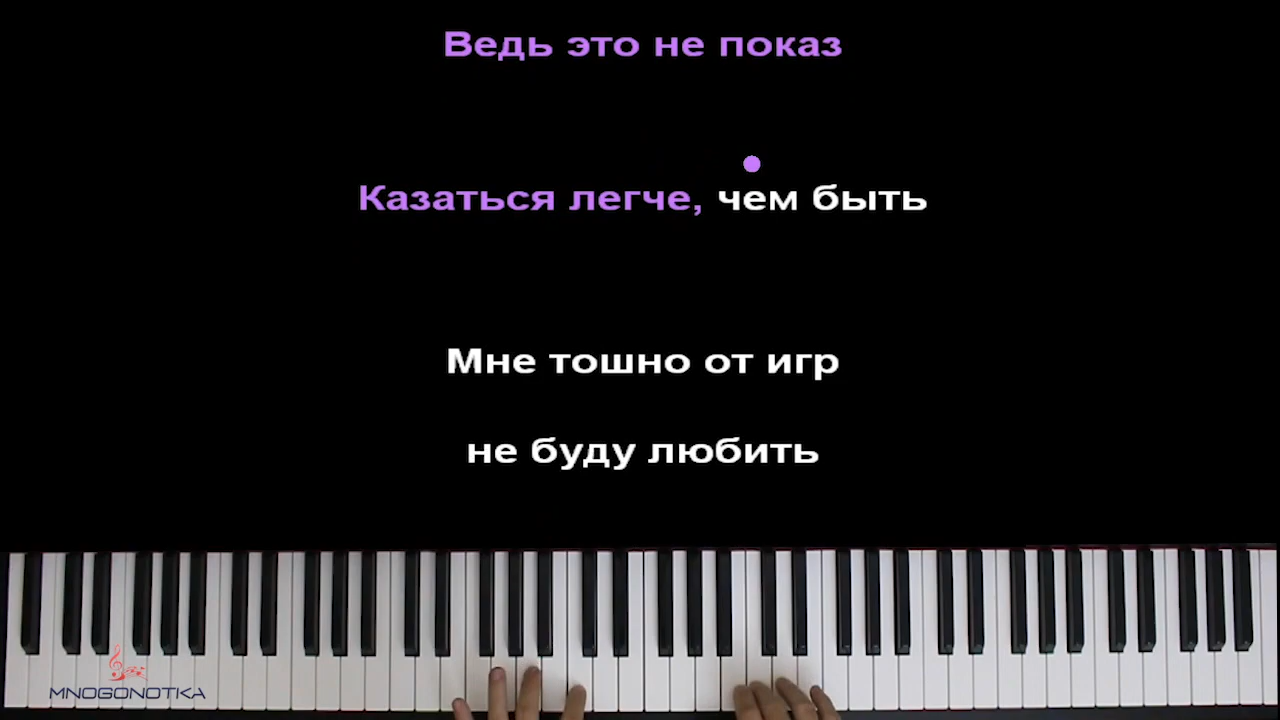 Ведь это не показ
Казаться легче, чем быть
Мне тошно от игр
не буду любить
MNOGONOTKA